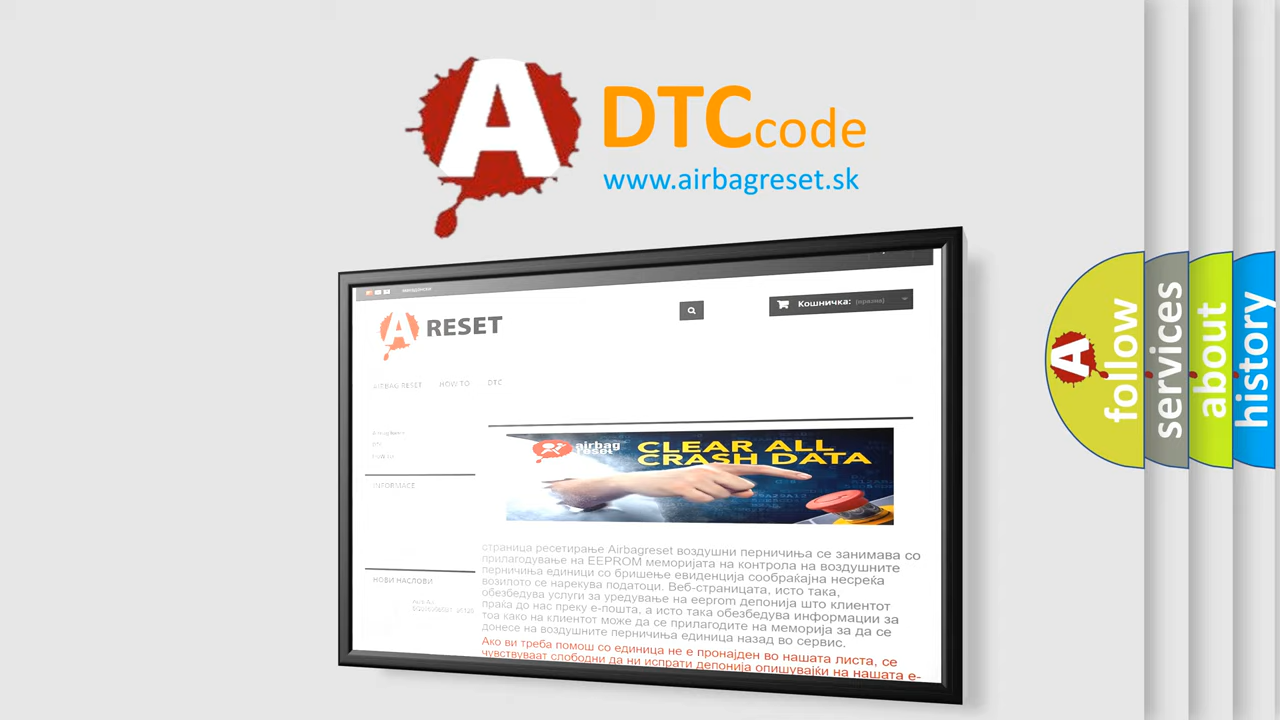 A
DTC code
www.airbagreset.sk
Кошничка: (празна)
A RESET
AIRBAG RESET HOW TO DTC
airbag
reset
CLEAR ALL
CRASH DATA
INFORMACE
страница ресетирање Airbagreset воздушни перничиња се занимава со
прилагодување на EEPROM меморијата на контрола на воздушните
перничиња единици со бришење евиденција сообраќајна несреќа
возилото се нарекува податоци. Веб-страницата, исто така,
обезбедува услуги за уредување на eeprom депонија што клиентот
праќа до нас преку е-пошта, а исто така обезбедува информации за
тоа како на клиентот може да се прилагодите на меморија за да се
донесе на воздушните перничиња единица назад во сервис.
Ако ви треба помош со единица не е пронајден во нашата листа, се
чувствуваат слободни да ни испрати депонија опишувајќи на нашата е-
НОВИ НАСЛОВИ
A follow
services
about
history